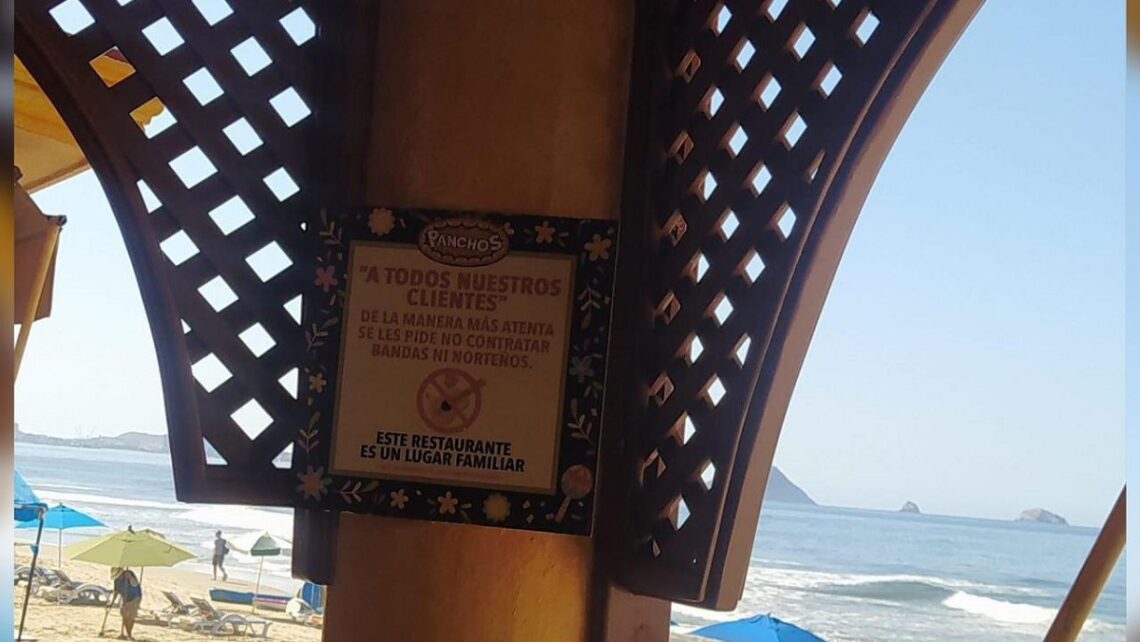 PANCHOS
"A TODOS NUESTROS
CLIENTES"
DE LA MANERA MÁS ATENTA
SE LES PIDE NO CONTRATAR
BANDAS NI NORTENOS.
ESTE RESTAURANTE
ES UN LUGAR FAMILIAR